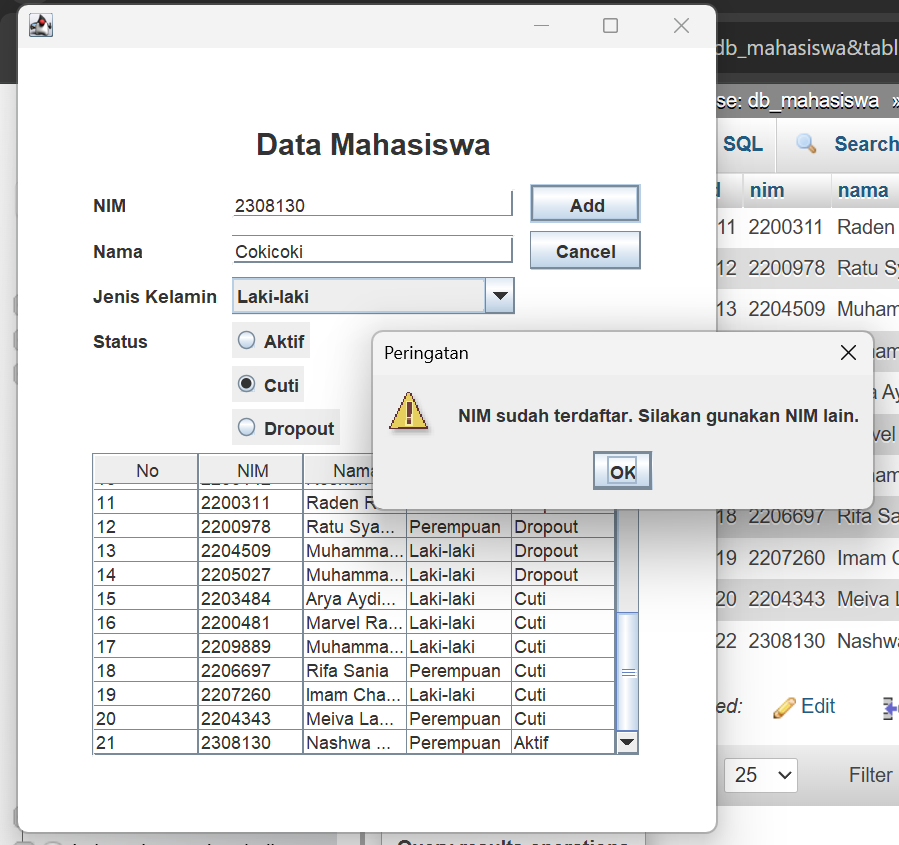 db_mahasiswa&tabl
se: db_mahasiswa »
SQL Search
nim nama
11 2200311 Raden
12 2200978 Ratu Sy
13 2204509 Muham
18 2206697 Rifa Sa
19 2207260 Imam C
20 2204343 Meiva L
22 2308130 Nashwa
ed: Edit
25 Filter
Data Mahasiswa
NIM 2308130 Add
Nama Cokicoki Cancel
Jenis Kelamin Laki-laki
Status Aktif
Cuti
Dropout
Peringatan
NIM sudah terdaftar. Silakan gunakan NIM lain.
OK
No NIM Nama
11 2200311 Raden R
12 2200978 Ratu Sya... Perempuan Dropout
13 2204509 Muhamma... Laki-laki Dropout
14 2205027 Muhamma... Laki-laki Dropout
15 2203484 Arya Aydi... Laki-laki Cuti
16 2200481 Marvel Ra... Laki-laki Cuti
17 2209889 Muhamma... Laki-laki Cuti
18 2206697 Rifa Sania Perempuan Cuti
19 2207260 Imam Cha... Laki-laki Cuti
20 2204343 Meiva La... Perempuan Cuti
21 2308130 Nashwa ... Perempuan Aktif
Query results operations